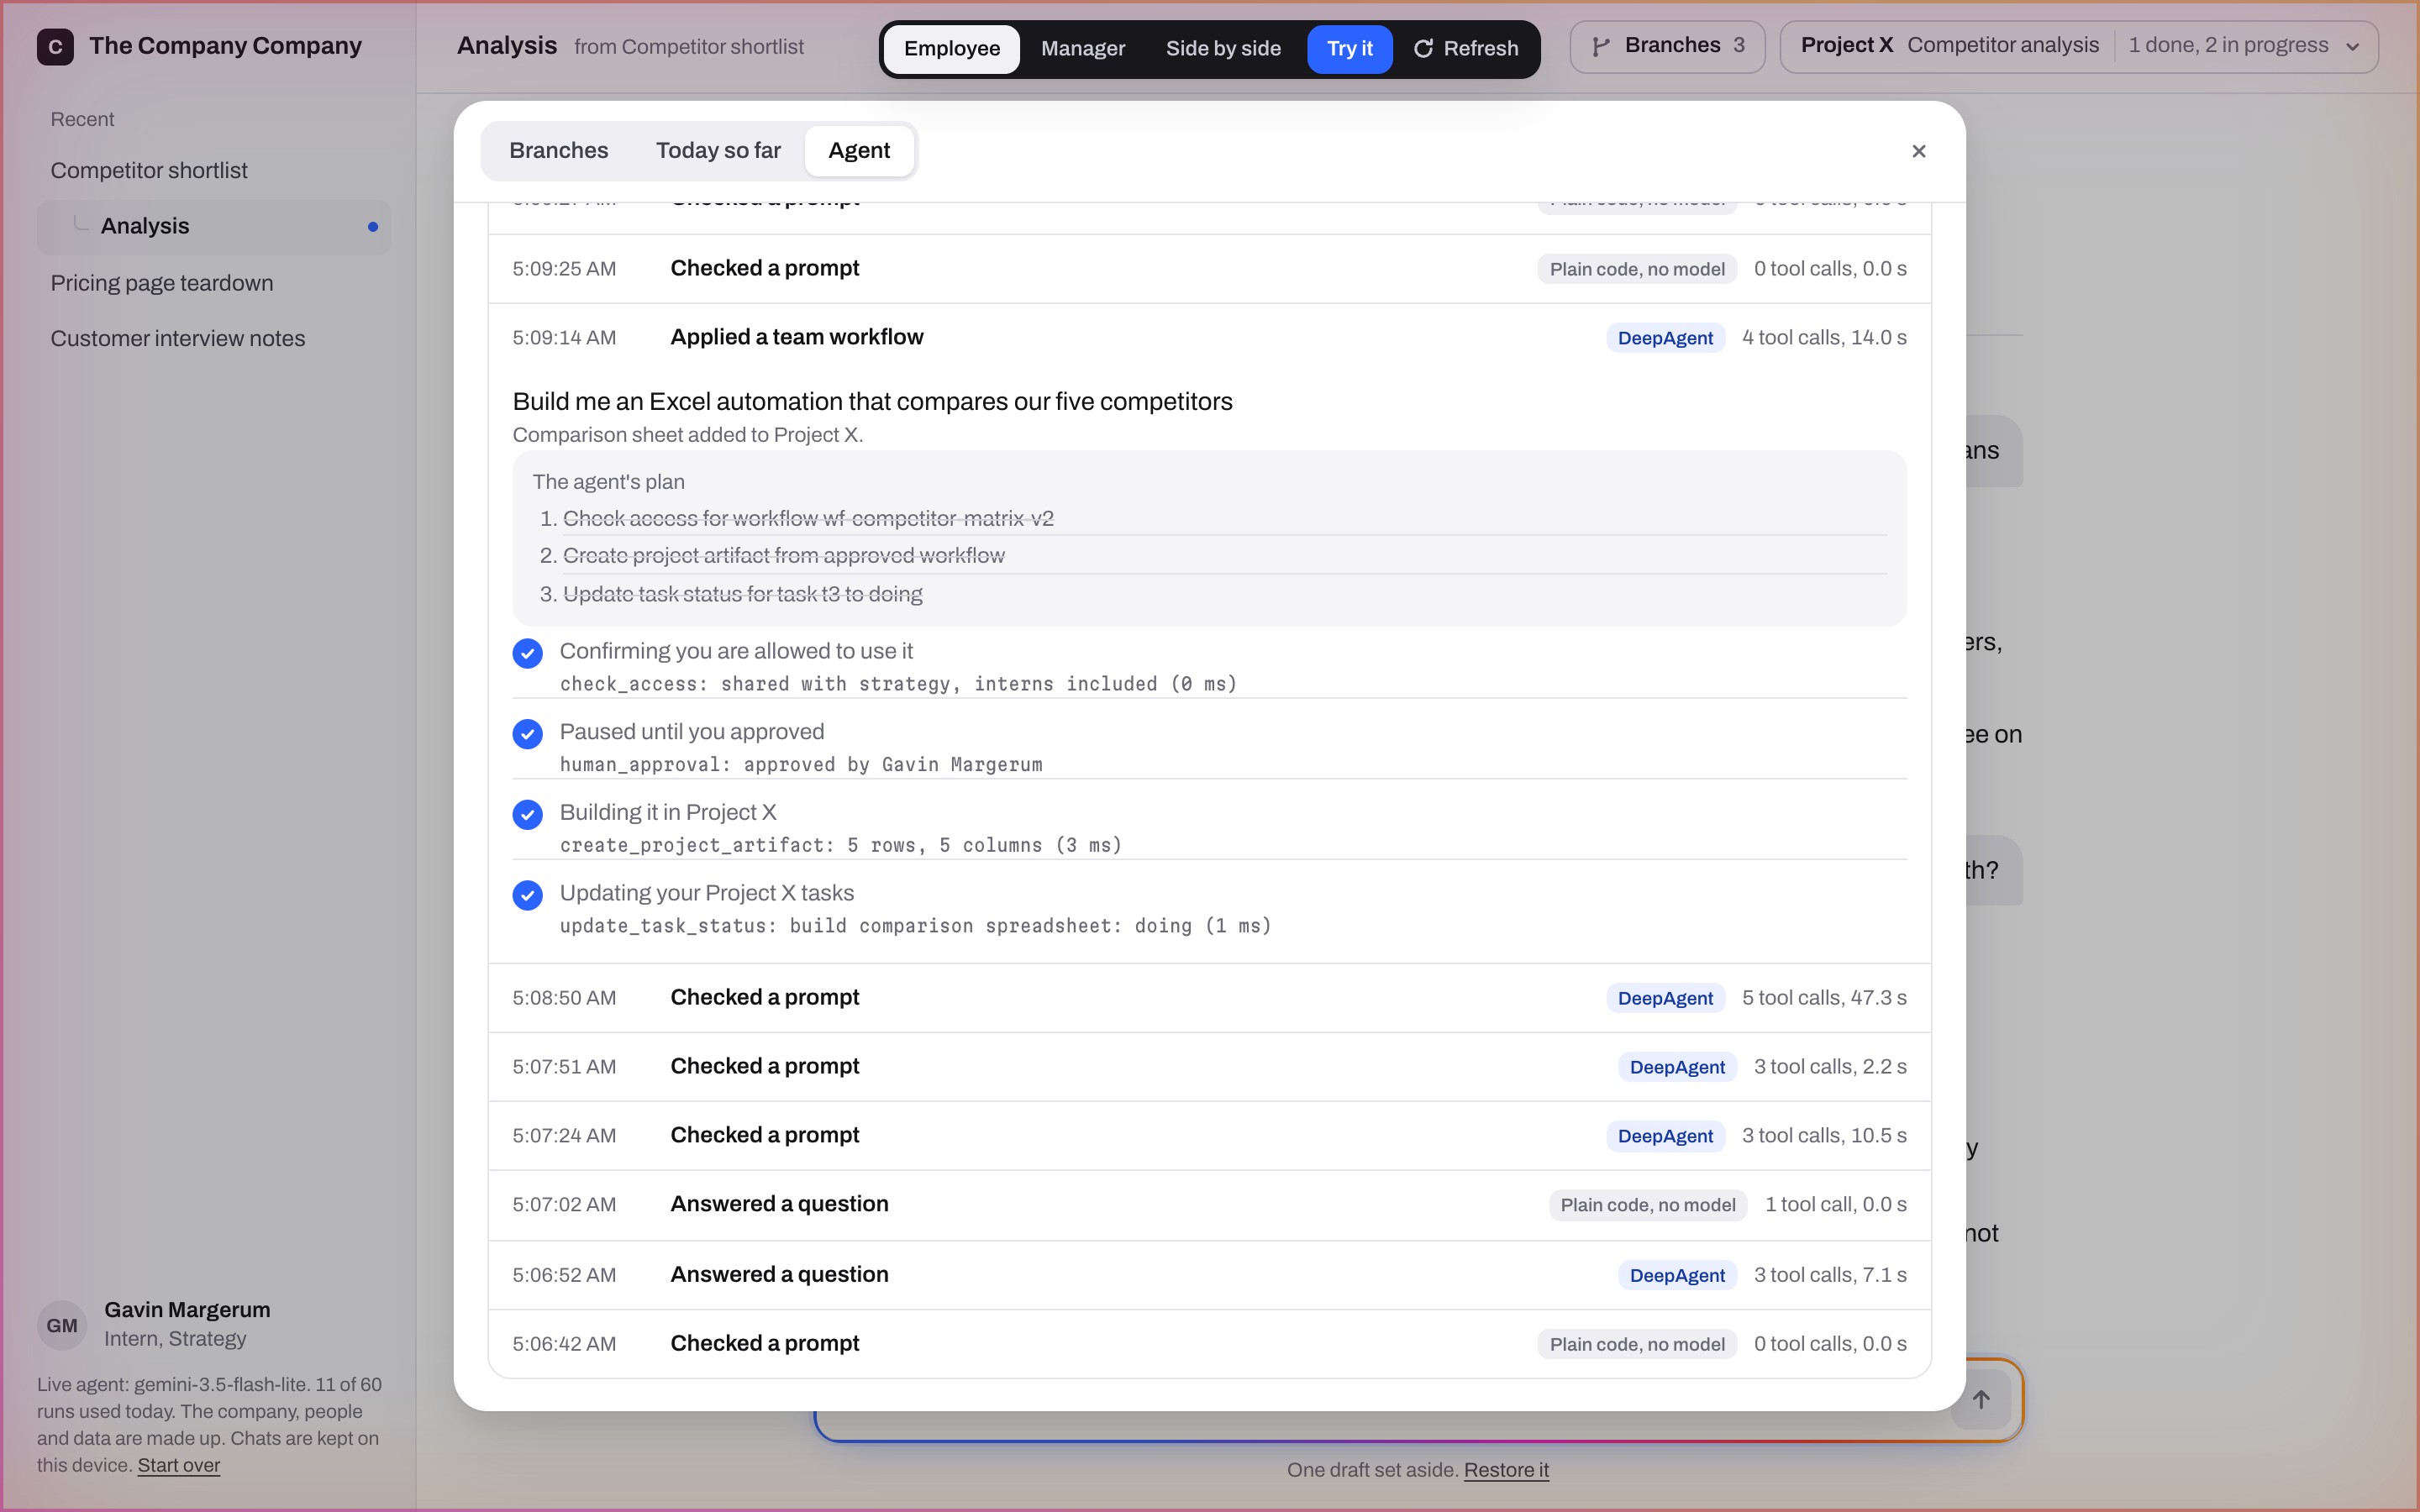 C The Company Company
Recent
Competitor shortlist
Analysis
Pricing page teardown
Customer interview notes
GM
Gavin Margerum
Intern, Strategy
Live agent: gemini-3.5-flash-lite. 11 of 60
runs used today. The company, people
and data are made up. Chats are kept on
this device. Start over
Analysis from Competitor shortlist
Employee Manager Side by side Try it Refresh
Branches 3
Project X Competitor analysis 1 done, 2 in progress
Branches Today so far Agent
Checked a prompt Plain code, no model
5:09:25 AM Checked a prompt Plain code, no model 0 tool calls, 0.0 s
5:09:14 AM Applied a team workflow DeepAgent 4 tool calls, 14.0 s
Build me an Excel automation that compares our five competitors
Comparison sheet added to Project X.
The agent's plan
1. Check access for workflow wf-competitor-matrix-v2
2. Create project artifact from approved workflow
3. Update task status for task t3 to doing
Confirming you are allowed to use it
check_access: shared with strategy, interns included (0 ms)
Paused until you approved
human_approval: approved by Gavin Margerum
Building it in Project X
create_project_artifact: 5 rows, 5 columns (3 ms)
Updating your Project X tasks
update_task_status: build comparison spreadsheet: doing (1 ms)
5:08:50 AM Checked a prompt DeepAgent 5 tool calls, 47.3 s
5:07:51 AM Checked a prompt DeepAgent 3 tool calls, 2.2 s
5:07:24 AM Checked a prompt DeepAgent 3 tool calls, 10.5 s
5:07:02 AM Answered a question Plain code, no model 1 tool call, 0.0 s
5:06:52 AM Answered a question DeepAgent 3 tool calls, 7.1 s
5:06:42 AM Checked a prompt Plain code, no model 0 tool calls, 0.0 s
ee on
not
One draft set aside. Restore it